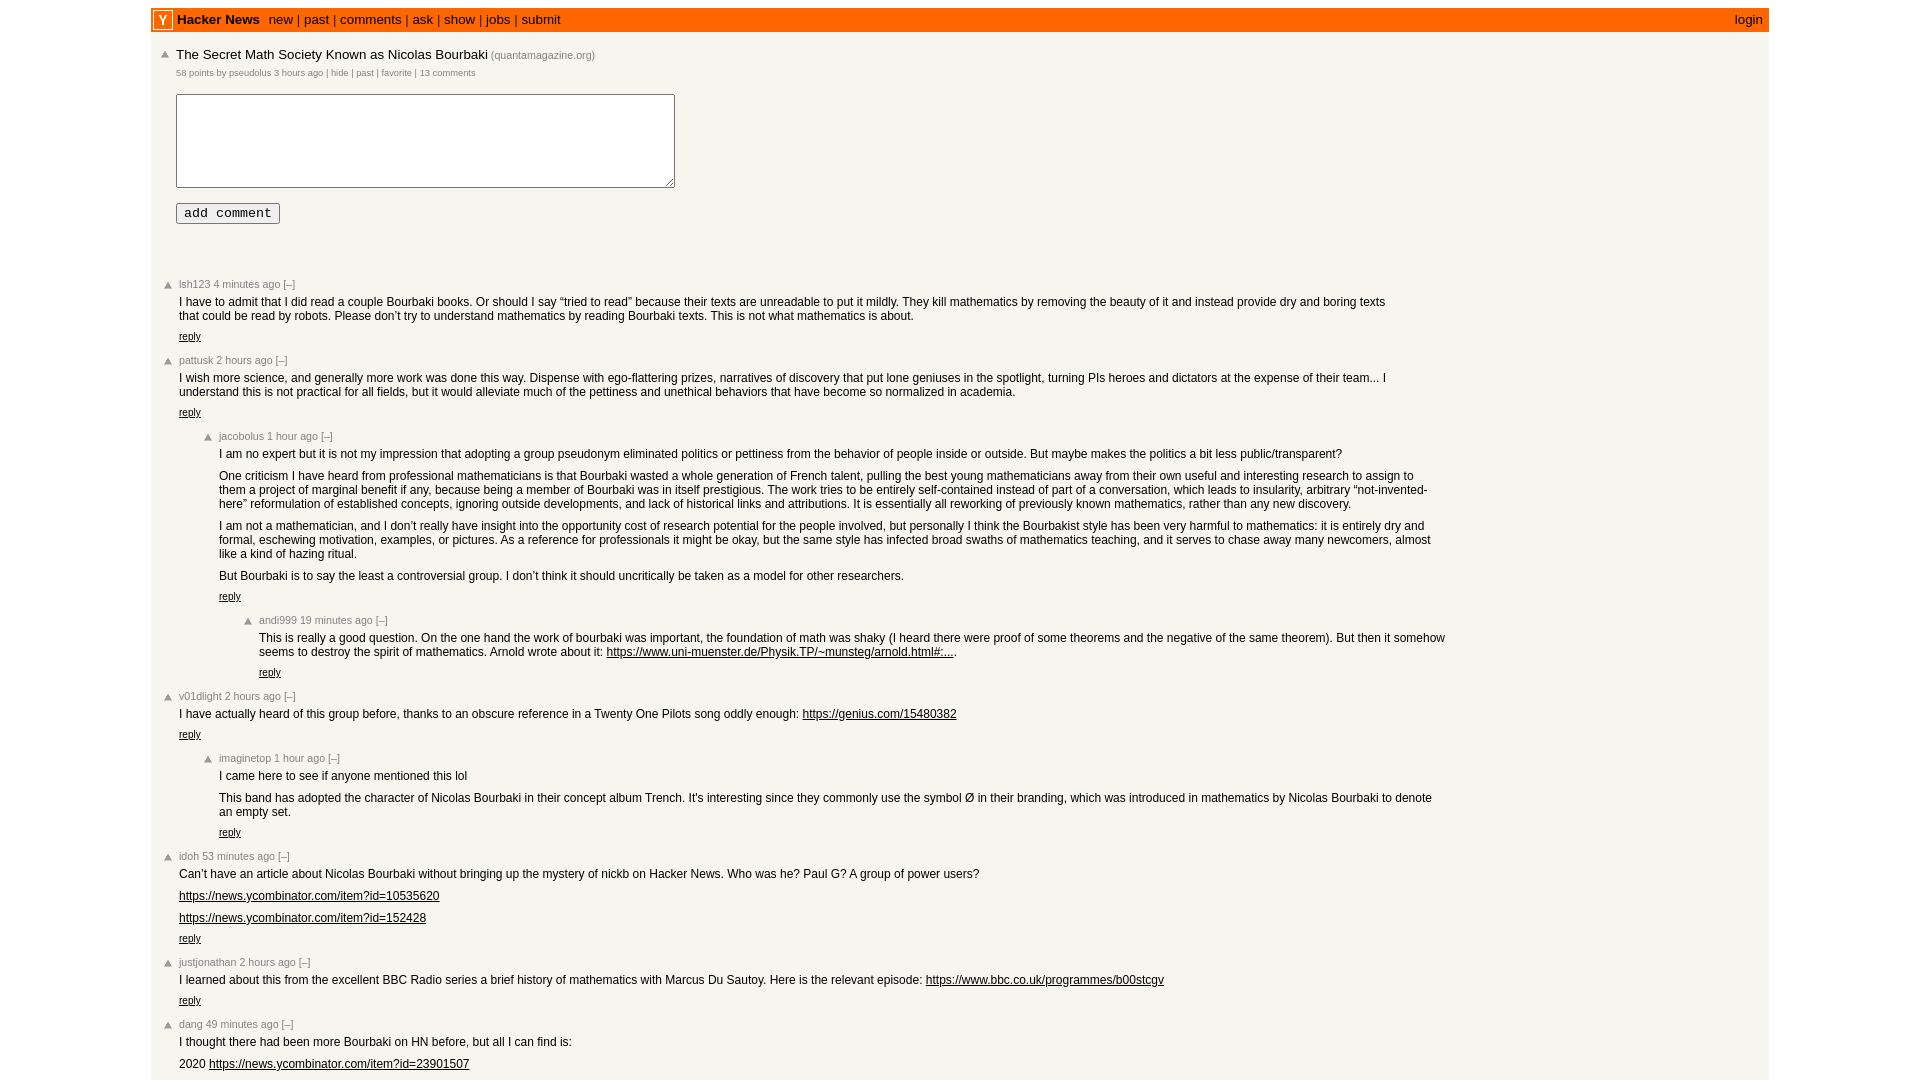 Y Hacker News new | past | comments | ask | show | jobs | submit login
The Secret Math Society Known as Nicolas Bourbaki (quantamagazine.org)
58 points by pseudolus 3 hours ago | hide | past | favorite | 13 comments
add comment
lsh123 4 minutes ago [–]
I have to admit that I did read a couple Bourbaki books. Or should I say “tried to read” because their texts are unreadable to put it mildly. They kill mathematics by removing the beauty of it and instead provide dry and boring texts
that could be read by robots. Please don’t try to understand mathematics by reading Bourbaki texts. This is not what mathematics is about.
reply
pattusk 2 hours ago [–]
I wish more science, and generally more work was done this way. Dispense with ego-flattering prizes, narratives of discovery that put lone geniuses in the spotlight, turning PIs heroes and dictators at the expense of their team... I
understand this is not practical for all fields, but it would alleviate much of the pettiness and unethical behaviors that have become so normalized in academia.
reply
jacobolus 1 hour ago [–]
I am no expert but it is not my impression that adopting a group pseudonym eliminated politics or pettiness from the behavior of people inside or outside. But maybe makes the politics a bit less public/transparent?
One criticism I have heard from professional mathematicians is that Bourbaki wasted a whole generation of French talent, pulling the best young mathematicians away from their own useful and interesting research to assign to
them a project of marginal benefit if any, because being a member of Bourbaki was in itself prestigious. The work tries to be entirely self-contained instead of part of a conversation, which leads to insularity, arbitrary “not-invented-
here” reformulation of established concepts, ignoring outside developments, and lack of historical links and attributions. It is essentially all reworking of previously known mathematics, rather than any new discovery.
I am not a mathematician, and I don’t really have insight into the opportunity cost of research potential for the people involved, but personally I think the Bourbakist style has been very harmful to mathematics: it is entirely dry and
formal, eschewing motivation, examples, or pictures. As a reference for professionals it might be okay, but the same style has infected broad swaths of mathematics teaching, and it serves to chase away many newcomers, almost
like a kind of hazing ritual.
But Bourbaki is to say the least a controversial group. I don’t think it should uncritically be taken as a model for other researchers.
reply
andi999 19 minutes ago [–]
This is really a good question. On the one hand the work of bourbaki was important, the foundation of math was shaky (I heard there were proof of some theorems and the negative of the same theorem). But then it somehow
seems to destroy the spirit of mathematics. Arnold wrote about it: https://www.uni-muenster.de/Physik.TP/~munsteg/arnold.html#:....
reply
v01dlight 2 hours ago [–]
I have actually heard of this group before, thanks to an obscure reference in a Twenty One Pilots song oddly enough: https://genius.com/15480382
reply
imaginetop 1 hour ago [–]
I came here to see if anyone mentioned this lol
This band has adopted the character of Nicolas Bourbaki in their concept album Trench. It's interesting since they commonly use the symbol Ø in their branding, which was introduced in mathematics by Nicolas Bourbaki to denote
an empty set.
reply
idoh 53 minutes ago [–]
Can’t have an article about Nicolas Bourbaki without bringing up the mystery of nickb on Hacker News. Who was he? Paul G? A group of power users?
https://news.ycombinator.com/item?id=10535620
https://news.ycombinator.com/item?id=152428
reply
justjonathan 2 hours ago [–]
I learned about this from the excellent BBC Radio series a brief history of mathematics with Marcus Du Sautoy. Here is the relevant episode: https://www.bbc.co.uk/programmes/b00stcgv
reply
dang 49 minutes ago [–]
I thought there had been more Bourbaki on HN before, but all I can find is:
2020 https://news.ycombinator.com/item?id=23901507